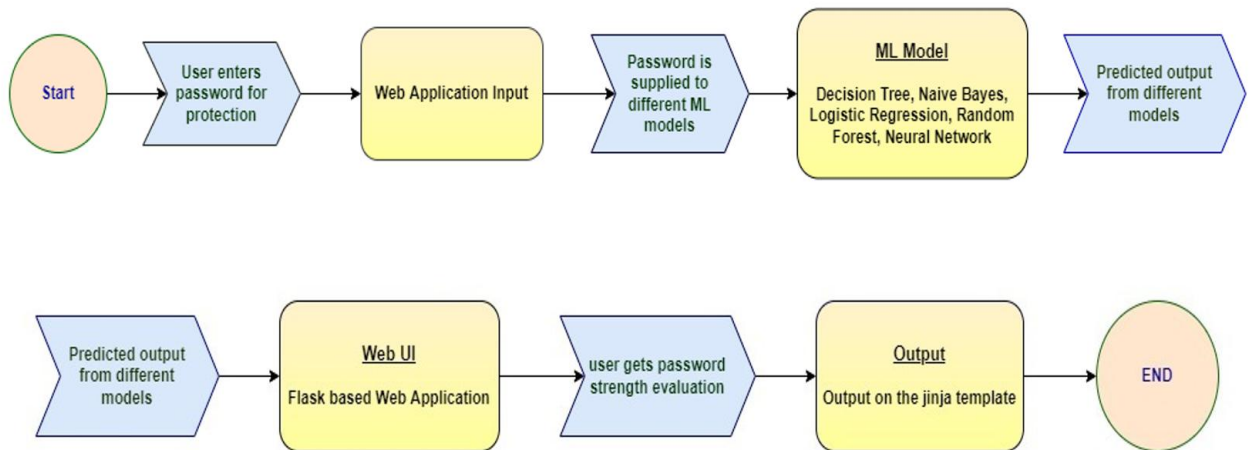 Start
User enters
password for
protection
Web Application Input
Password is
supplied to
different ML
models
ML Model
Decision Tree, Naive Bayes,
Logistic Regression, Random
Forest, Neural Network
Predicted output
from different
models
Predicted output
from different
models
Web UI
Flask based Web Application
user gets password
strength evaluation
Output
Output on the jinja template
END